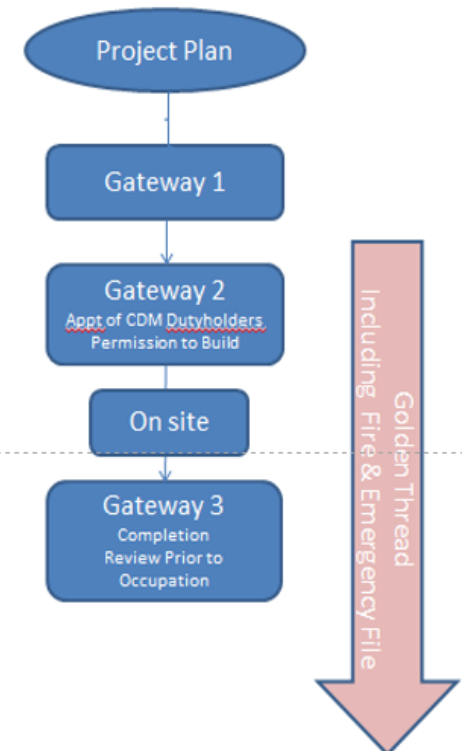 Project Plan
Gateway 1
Gateway 2
Appt of CDM Dutyholders
Permission to Build
On site
Gateway 3
Completion
Review Prior to
Occupation
Golden Thread
Including Fire & Emergency File